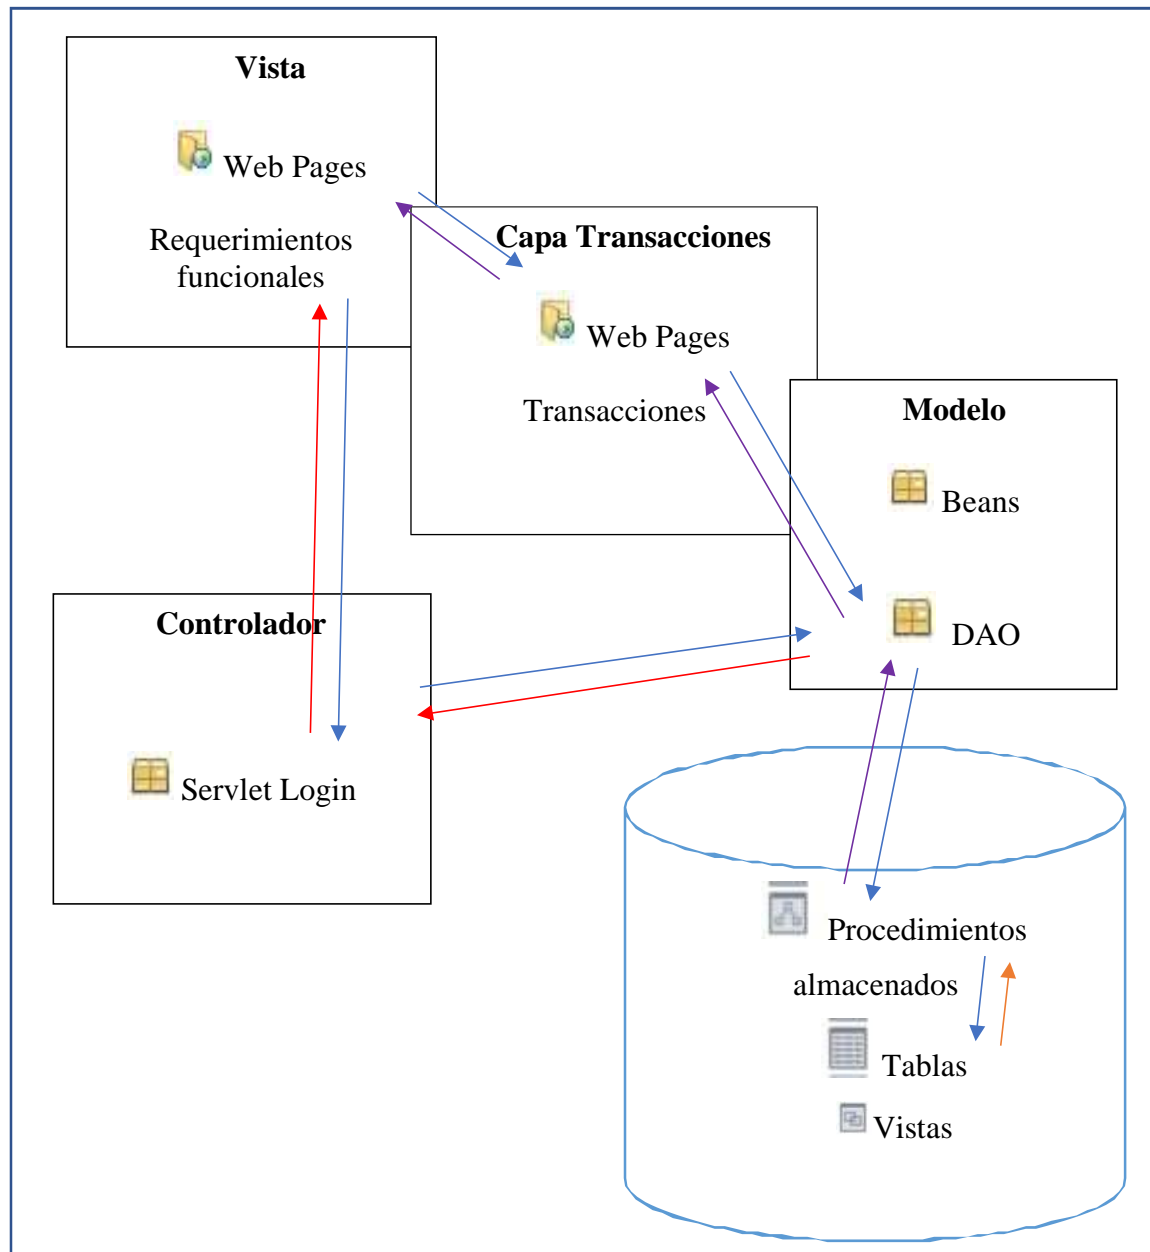 Vista
Web Pages
Requerimientos
funcionales
Capa Transacciones
Web Pages
Transacciones
Modelo
Beans
DAO
Controlador
Servlet Login
Procedimientos
almacenados
Tablas
Vistas